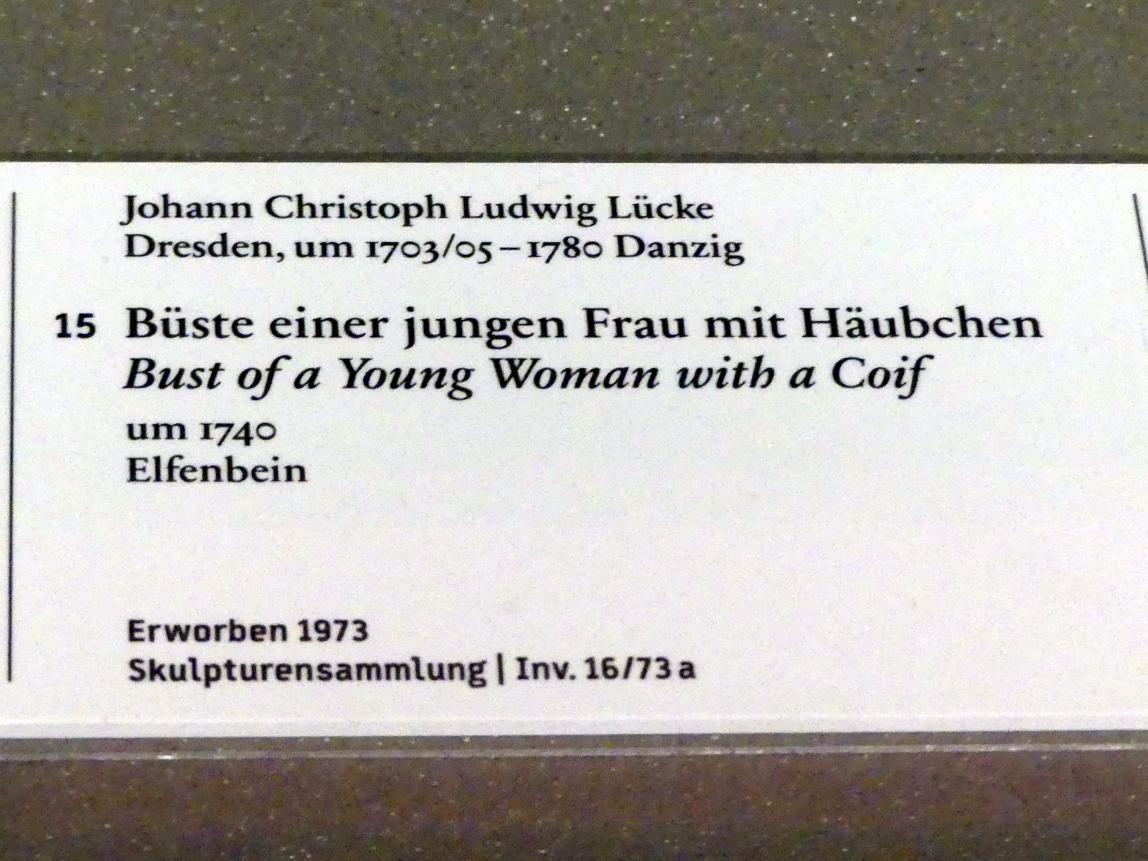 Johann Christoph Ludwig Lücke
Dresden, um 1703/05 – 1780 Danzig
15 Büste einer jungen Frau mit Häubchen
Bust of a Young Woman with a Coif
um 1740
Elfenbein
Erworben 1973
Skulpturensammlung | Inv. 16/73 a